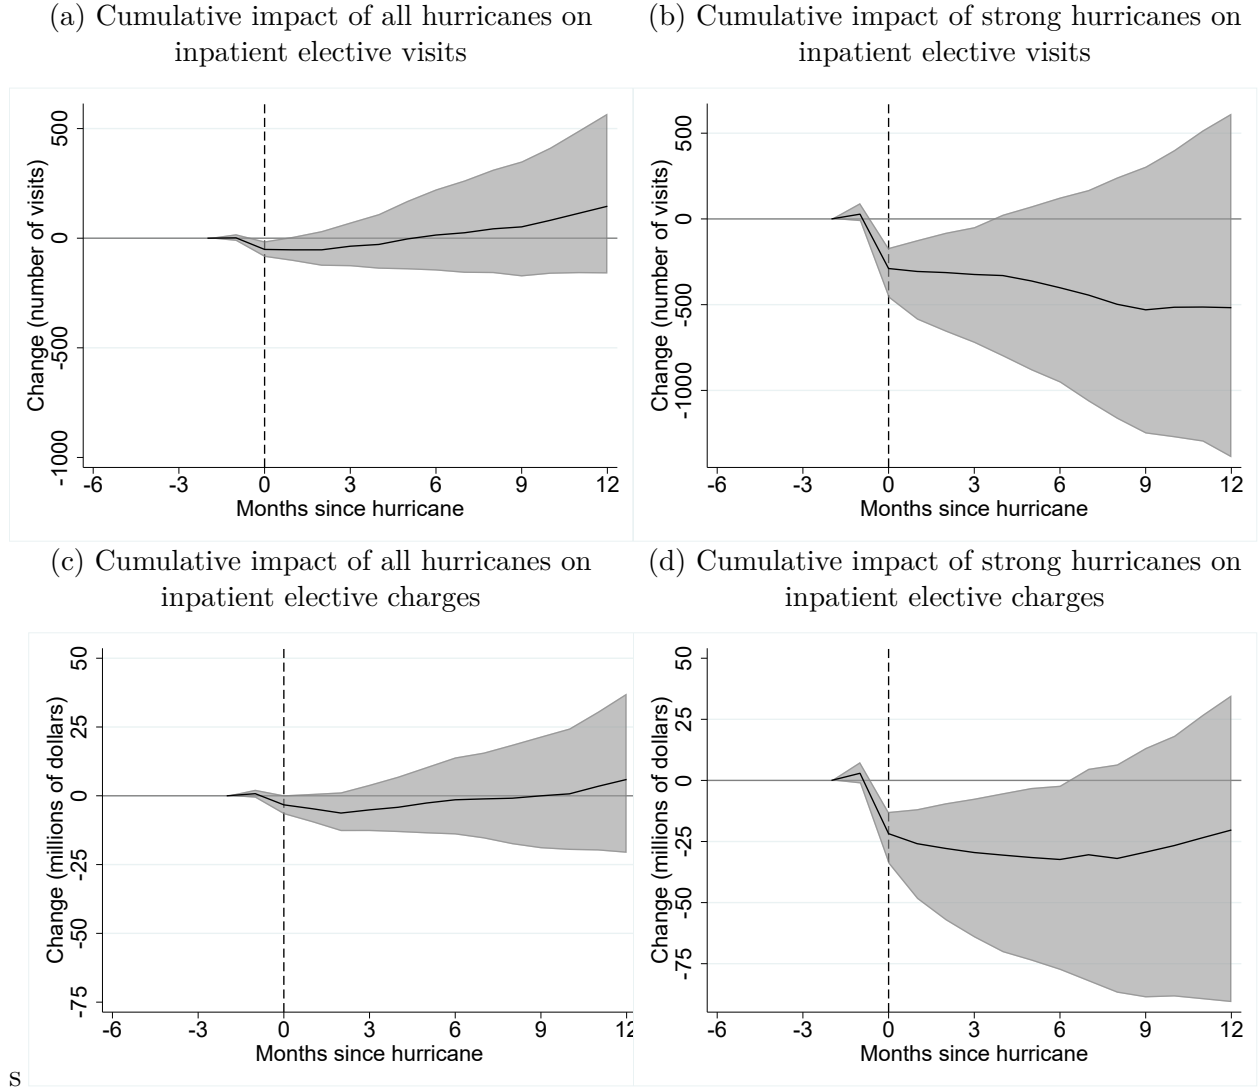 (a) Cumulative impact of all hurricanes on
inpatient elective visits
Change (number of visits)
500
0
-500
-1000
-6 -3 0 3 6 9 12
Months since hurricane
(b) Cumulative impact of strong hurricanes on
inpatient elective visits
Change (number of visits)
500
0
-500
-1000
-6 -3 0 3 6 9 12
Months since hurricane
(c) Cumulative impact of all hurricanes on
inpatient elective charges
Change (millions of dollars)
50
25
0
-25
-50
-75
-6 -3 0 3 6 9 12
Months since hurricane
(d) Cumulative impact of strong hurricanes on
inpatient elective charges
Change (millions of dollars)
50
25
0
-25
-50
-75
-6 -3 0 3 6 9 12
Months since hurricane
s